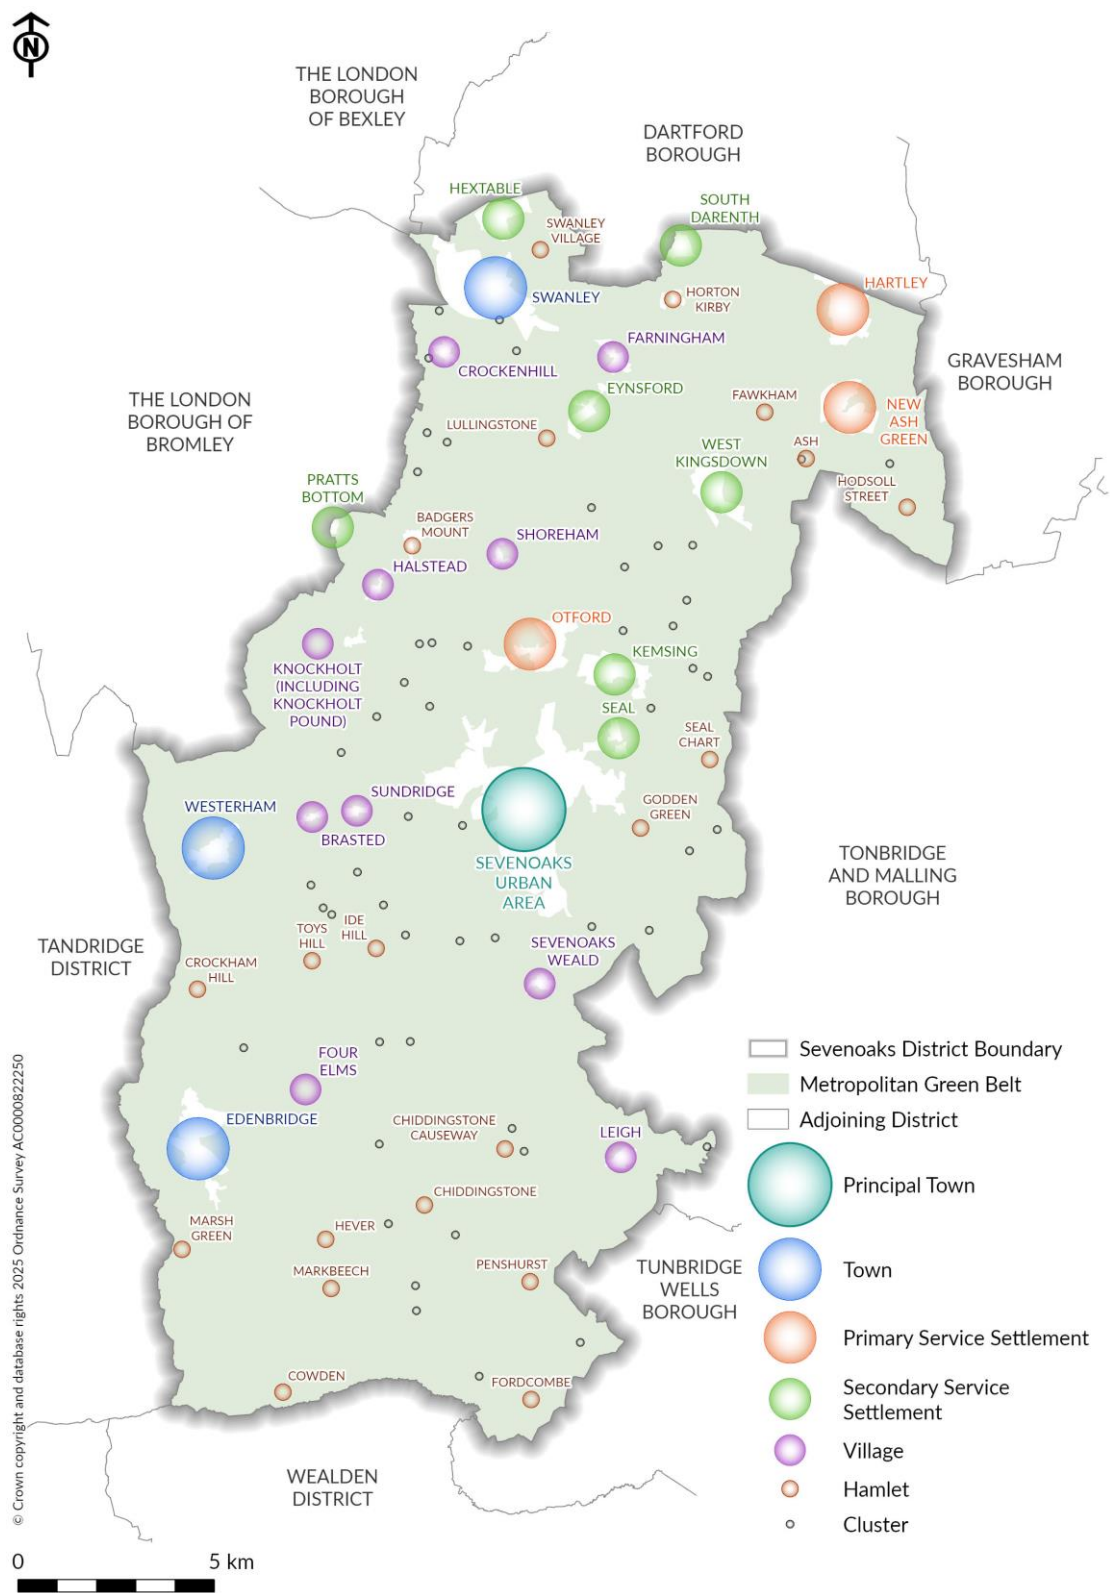 N
THE LONDON
BOROUGH
OF BEXLEY
DARTFORD
BOROUGH
HEXTABLE
SOUTH
DARENTH
SWANLEY
VILLAGE
SWANLEY
HORTON
KIRBY
HARTLEY
FARNINGHAM
CROCKENHILL
GRAVESHAM
BOROUGH
THE LONDON
BOROUGH OF
BROMLEY
EYNSFORD
FAWKHAM
NEW
ASH
GREEN
LULLINGSTONE
WEST
KINGSDOWN
ASH
HODSOLL
STREET
PRATTS
BOTTOM
BADGERS
MOUNT
SHOREHAM
HALSTEAD
OTFORD
KEMSING
KNOCKHOLT
(INCLUDING
KNOCKHOLT
POUND)
SEAL
SEAL
CHART
SUNDRIDGE
WESTERHAM
GODDEN
GREEN
BRASTED
SEVENOAKS
URBAN
AREA
TONBRIDGE
AND MALLING
BOROUGH
TANDRIDGE
DISTRICT
TOYS
HILL
IDE
HILL
SEVENOAKS
WEALD
CROCKHAM
HILL
FOUR
ELMS
EDENBRIDGE
CHIDDINGSTONE
CAUSEWAY
LEIGH
CHIDDINGSTONE
MARSH
GREEN
HEVER
MARKBEECH
PENSHURST
TUNBRIDGE
WELLS
BOROUGH
COWDEN
FORDCOMBE
WEALDEN
DISTRICT
Sevenoaks District Boundary
Metropolitan Green Belt
Adjoining District
Principal Town
Town
Primary Service Settlement
Secondary Service
Settlement
Village
Hamlet
Cluster
© Crown copyright and database rights 2025 Ordnance Survey AC0000822250
0 5 km